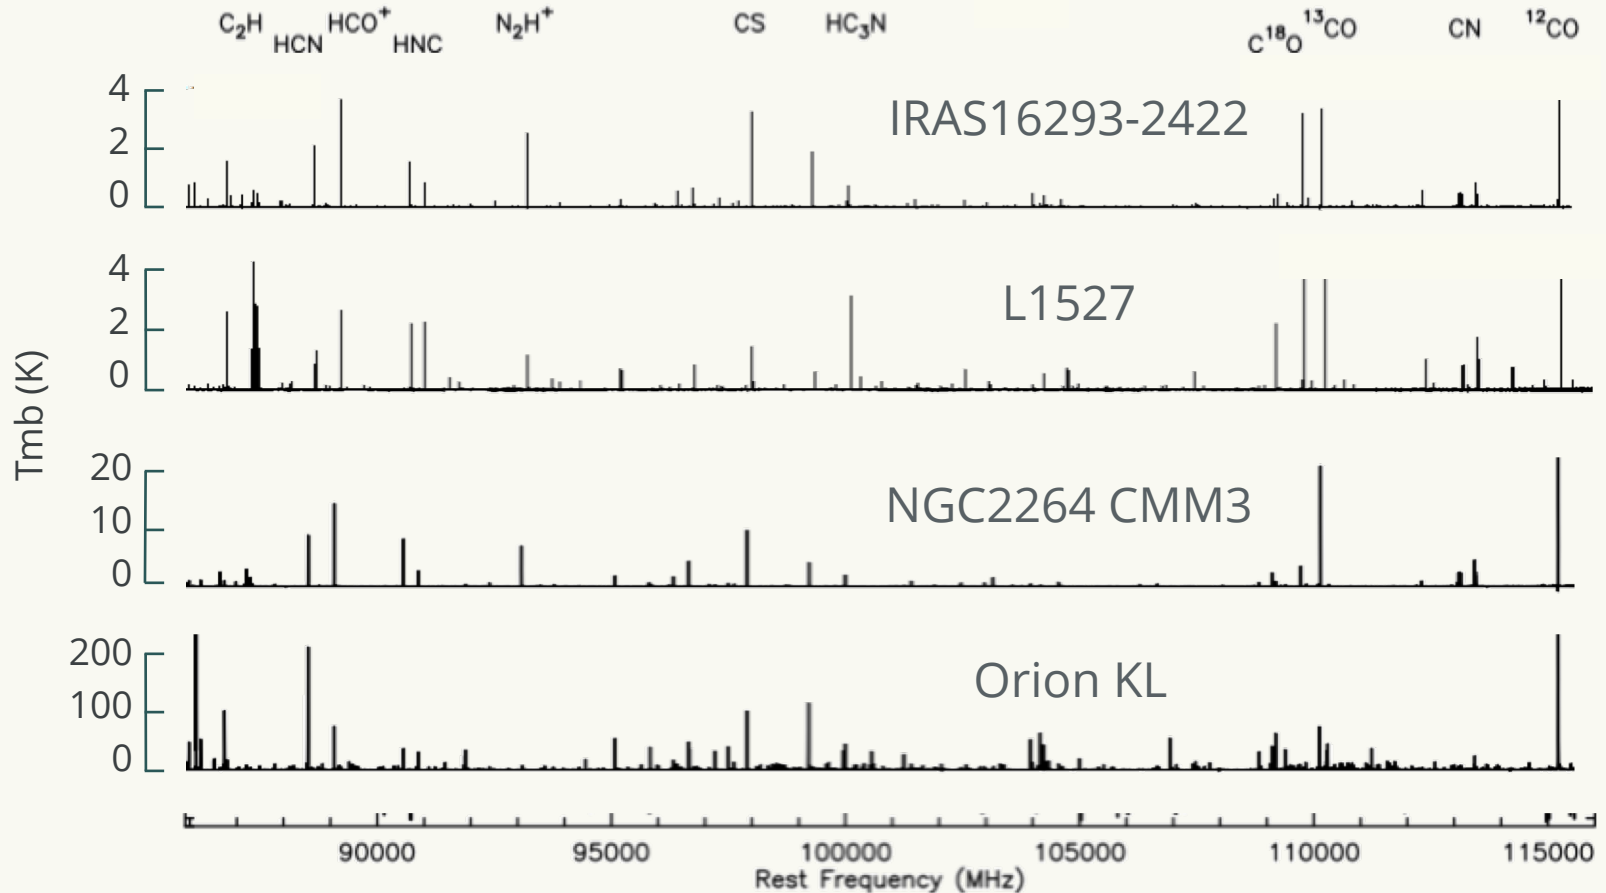 C₂H HCO⁺ N₂H⁺ CS HC₃N ¹³CO ¹²CO
HCN HNC C¹⁸O CN
4
2
0
IRAS16293-2422
4
2
0
L1527
Tmb (K)
20
10
0
NGC2264 CMM3
200
100
0
Orion KL
90000 95000 100000 105000 110000 115000
Rest Frequency (MHz)